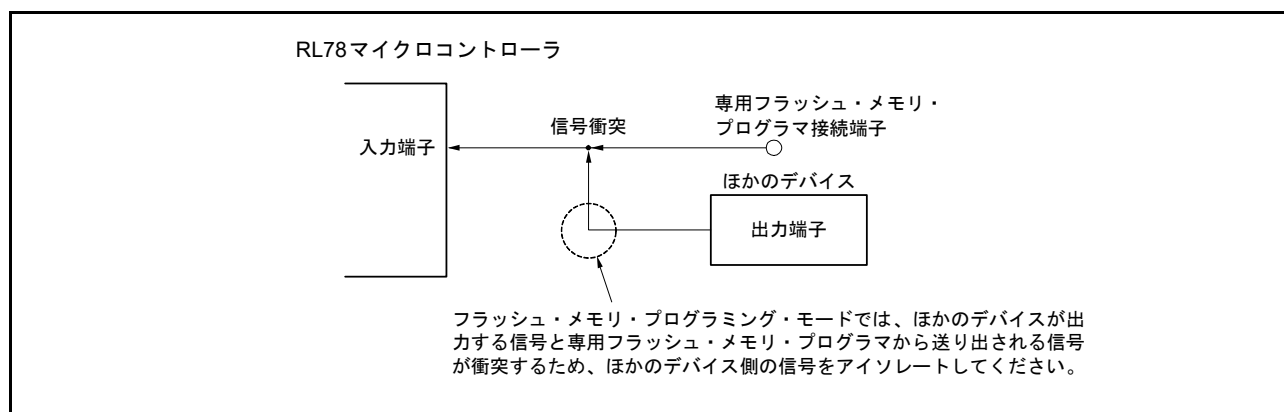 RL78マイクロコントローラ
専用フラッシュ・メモリ・
プログラマ接続端子
信号衝突
入力端子
ほかのデバイス
出力端子
フラッシュ・メモリ・プログラミング・モードでは、ほかのデバイスが出
力する信号と専用フラッシュ・メモリ・プログラマから送り出される信号
が衝突するため、ほかのデバイス側の信号をアイソレートしてください。